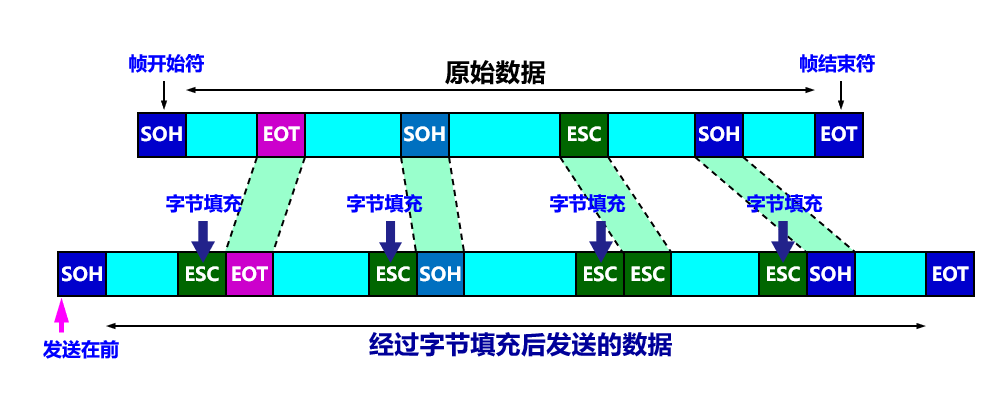 帧开始符
帧结束符
原始数据
SOH EOT SOH ESC SOH EOT
字节填充 字节填充 字节填充 字节填充
SOH ESC EOT ESC SOH ESC ESC ESC SOH EOT
发送在前
经过字节填充后发送的数据